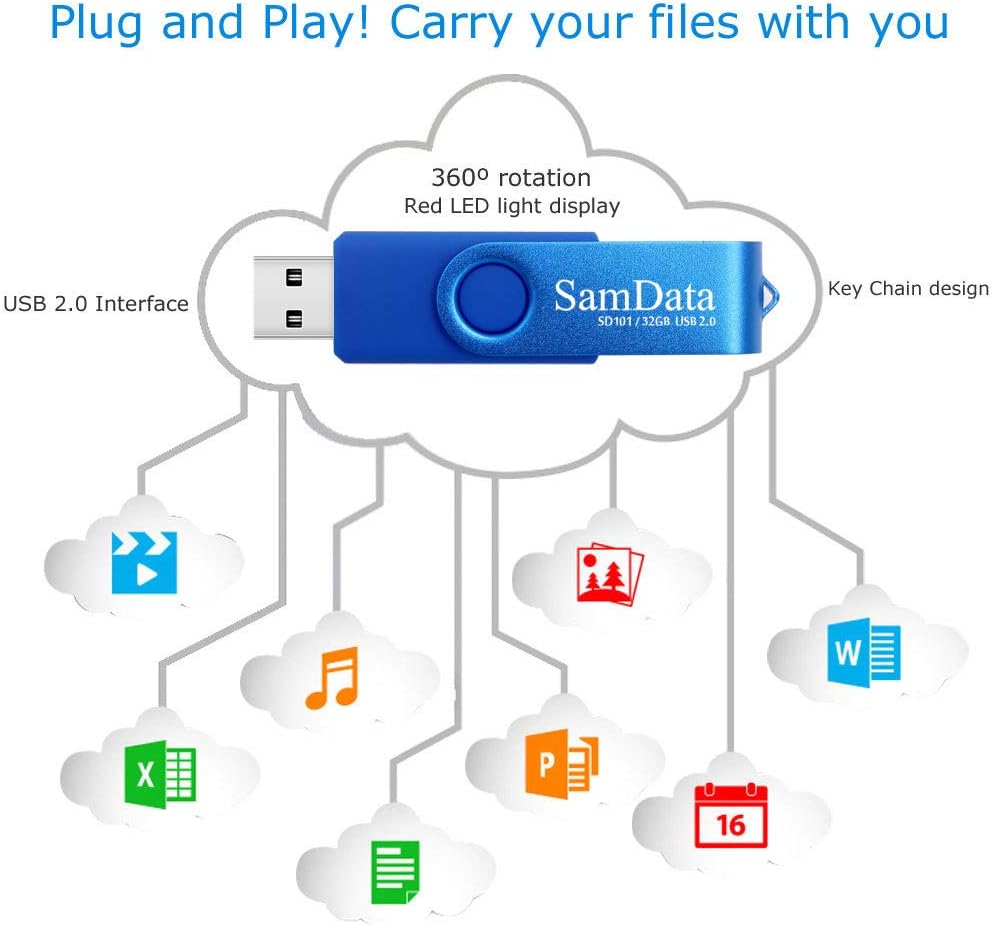 Plug and Play! Carry your files with you
360º rotation
Red LED light display
USB 2.0 Interface
SamData
SD101 / 32GB USB 2.0
Key Chain design
W
X
P
16